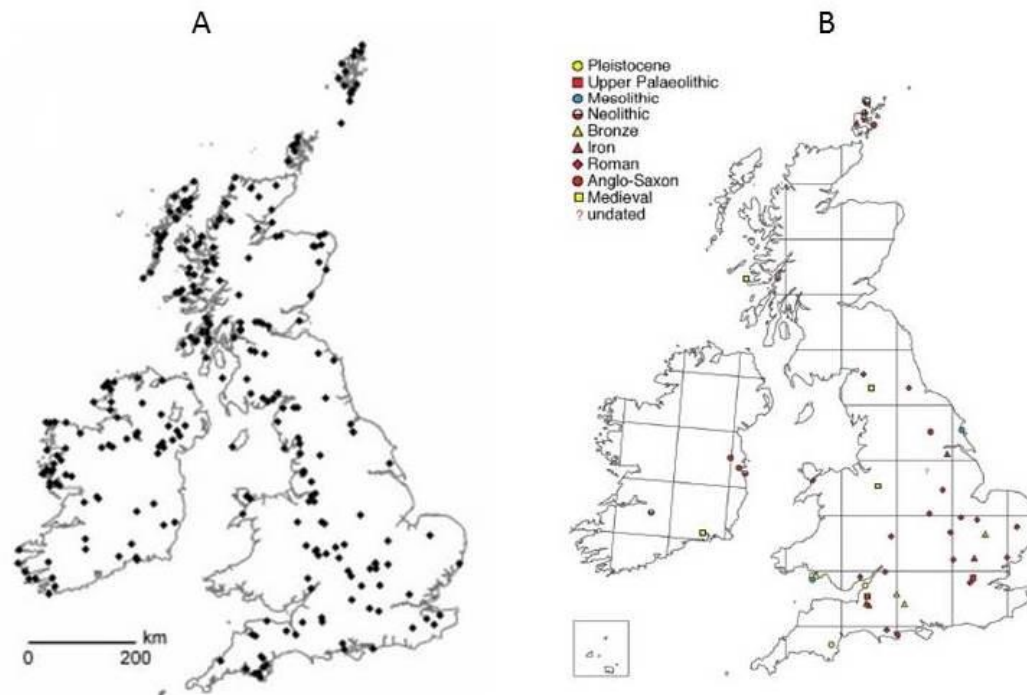 A
B
Pleistocene
Upper Palaeolithic
Mesolithic
Neolithic
Bronze
Iron
Roman
Anglo-Saxon
Medieval
? undated
km
0 200